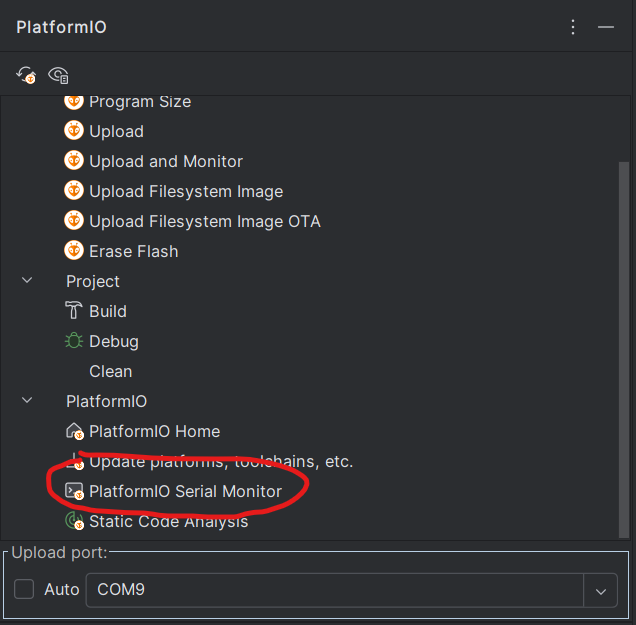 PlatformIO
Program Size
Upload
Upload and Monitor
Upload Filesystem Image
Upload Filesystem Image OTA
Erase Flash
Project
Build
Debug
Clean
PlatformIO
PlatformIO Home
Update platforms, toolchains, etc.
PlatformIO Serial Monitor
Static Code Analysis
Upload port:
Auto COM9